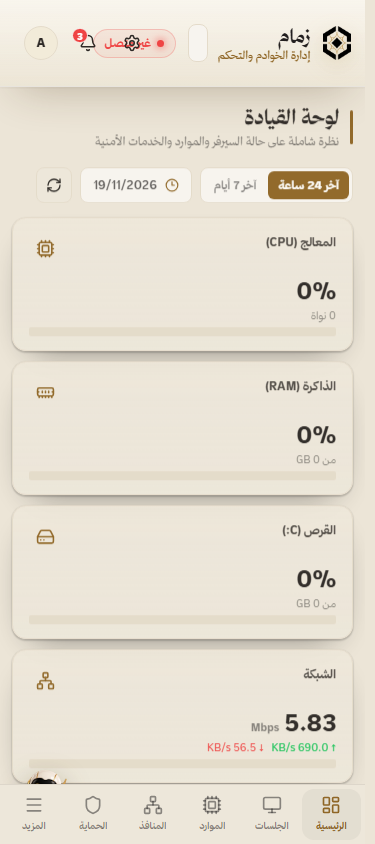 زمام
إدارة الخوادم والتحكم
3
A
لوحة القيادة
نظرة شاملة على حالة السيرفر والموارد والخدمات الأمنية
آخر 24 ساعة
آخر 7 أيام
19/11/2026
المعالج (CPU)
0%
0 نواة
الذاكرة (RAM)
0%
من 0 GB
القرص (C:)
0%
من 0 GB
الشبكة
5.83 Mbps
↑ 690.0 KB/s ↓ 56.5 KB/s
الرئيسية
الجلسات
الموارد
المنافذ
الحماية
المزيد